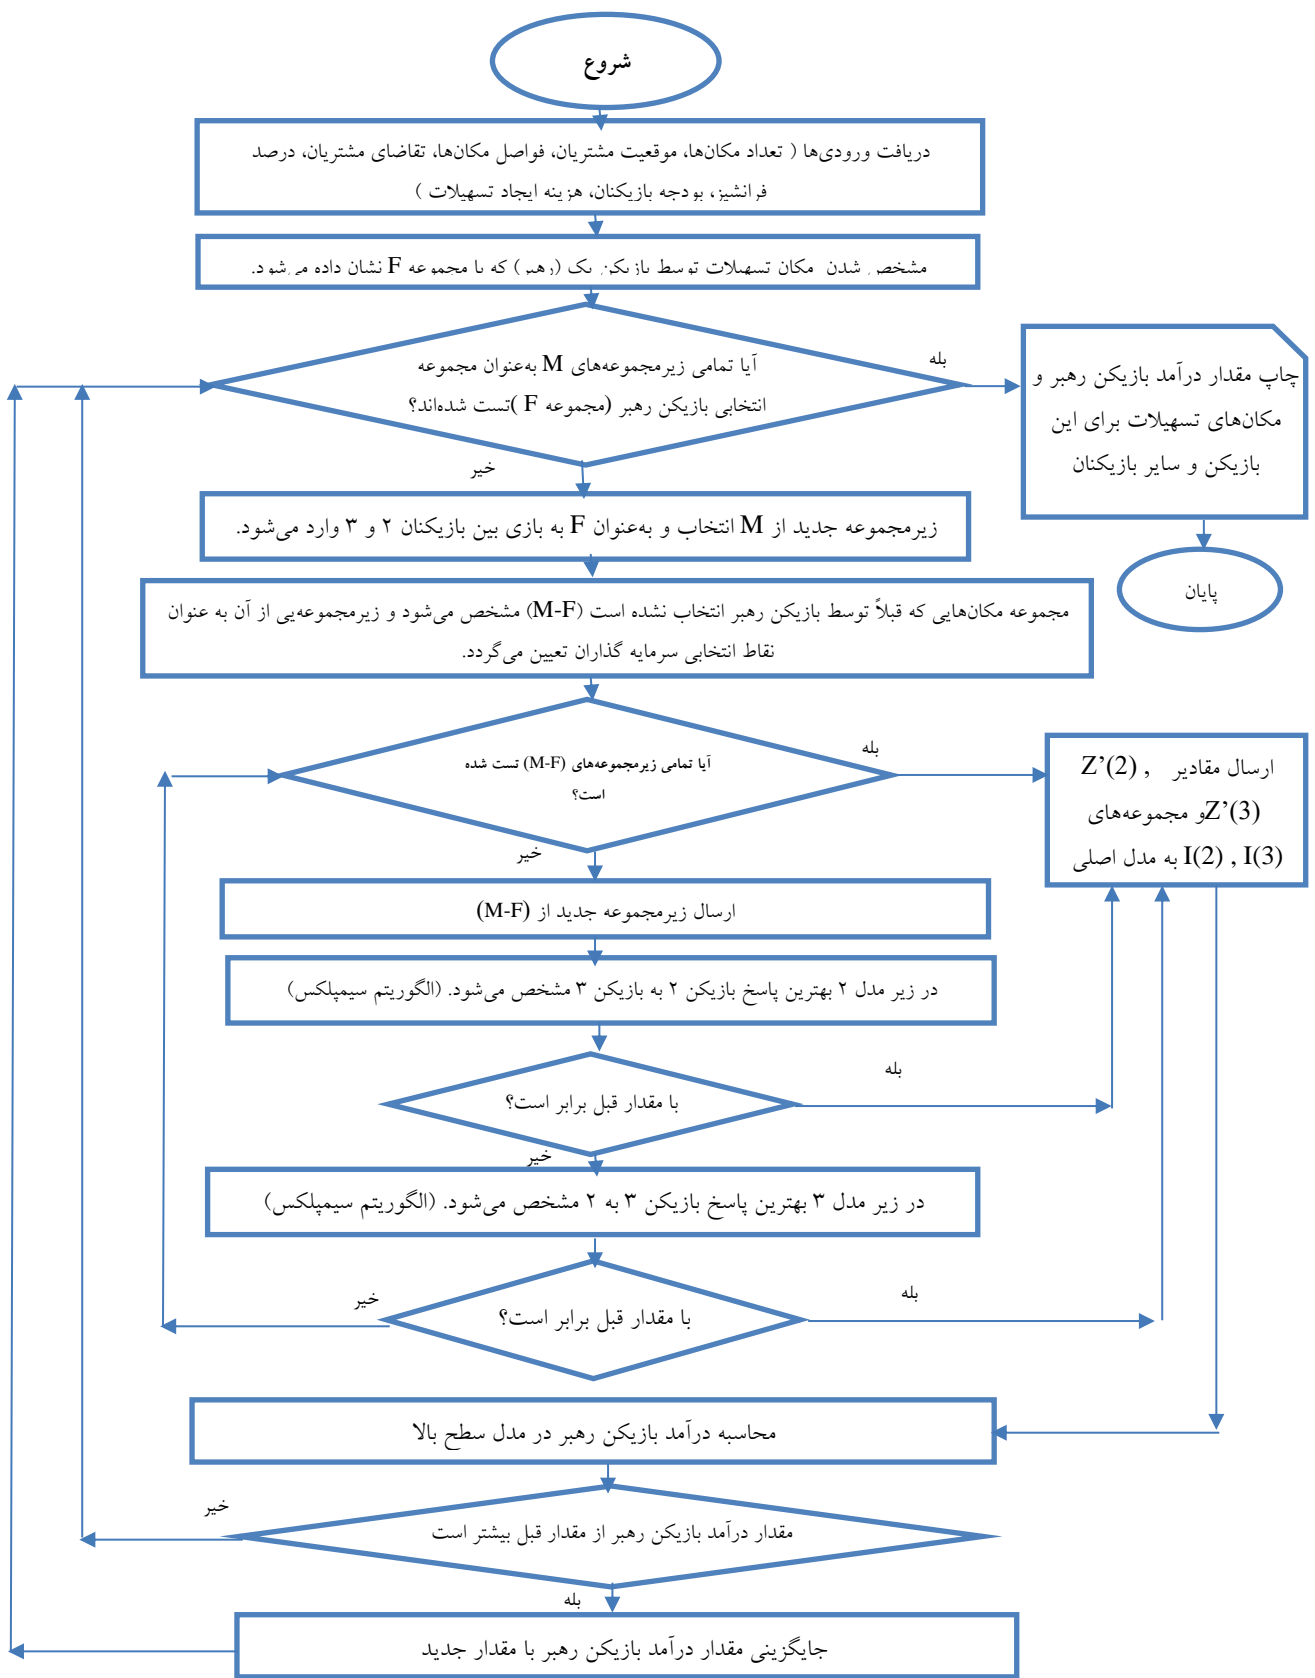 شروع
دریافت ورودی‌ها ( تعداد مکان‌ها، موقعیت مشتریان، فواصل مکان‌ها، تقاضای مشتریان، درصد
فرانشیز، بودجه بازیکنان، هزینه ایجاد تسهیلات )
مشخص شدن مکان تسهیلات توسط بازیکن یک (رهبر) که با مجموعه F نشان داده می‌شود.
آیا تمامی زیرمجموعه‌های M به‌عنوان مجموعه
انتخابی بازیکن رهبر (مجموعه F )تست شده‌اند؟
بله
چاپ مقدار درآمد بازیکن رهبر و
مکان‌های تسهیلات برای این
بازیکن و سایر بازیکنان
پایان
خیر
زیرمجموعه جدید از M انتخاب و به‌عنوان F به بازی بین بازیکنان ۲ و ۳ وارد می‌شود.
مجموعه مکان‌هایی که قبلاً توسط بازیکن رهبر انتخاب نشده است (M-F) مشخص می‌شود و زیرمجموعه‌یی از آن به عنوان
نقاط انتخابی سرمایه گذاران تعیین می‌گردد.
آیا تمامی زیرمجموعه‌های (M-F) تست شده
است؟
بله
ارسال مقادیر Z’(2) ,
Z’(3)و مجموعه‌های
I(2) , I(3) به مدل اصلی
خیر
ارسال زیرمجموعه جدید از (M-F)
در زیر مدل ۲ بهترین پاسخ بازیکن ۲ به بازیکن ۳ مشخص می‌شود. (الگوریتم سیمپلکس)
با مقدار قبل برابر است؟
بله
خیر
در زیر مدل ۳ بهترین پاسخ بازیکن ۳ به ۲ مشخص می‌شود. (الگوریتم سیمپلکس)
با مقدار قبل برابر است؟
بله
خیر
محاسبه درآمد بازیکن رهبر در مدل سطح بالا
مقدار درآمد بازیکن رهبر از مقدار قبل بیشتر است
خیر
بله
جایگزینی مقدار درآمد بازیکن رهبر با مقدار جدید